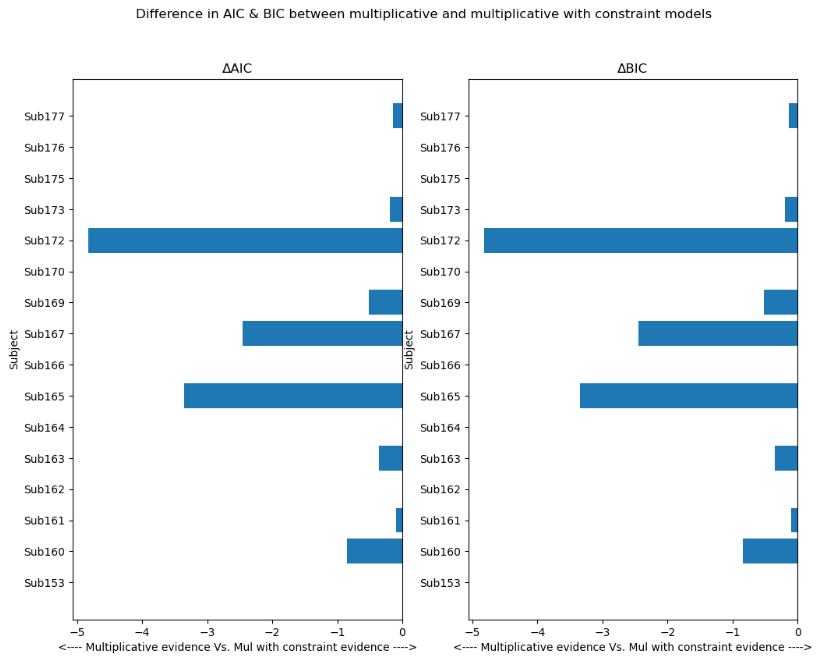 Difference in AIC & BIC between multiplicative and multiplicative with constraint models
ΔAIC
Subject
Sub177
Sub176
Sub175
Sub173
Sub172
Sub170
Sub169
Sub167
Sub166
Sub165
Sub164
Sub163
Sub162
Sub161
Sub160
Sub153
−5 −4 −3 −2 −1 0
<---- Multiplicative evidence Vs. Mul with constraint evidence ---->
ΔBIC
Subject
Sub177
Sub176
Sub175
Sub173
Sub172
Sub170
Sub169
Sub167
Sub166
Sub165
Sub164
Sub163
Sub162
Sub161
Sub160
Sub153
−5 −4 −3 −2 −1 0
<---- Multiplicative evidence Vs. Mul with constraint evidence ---->